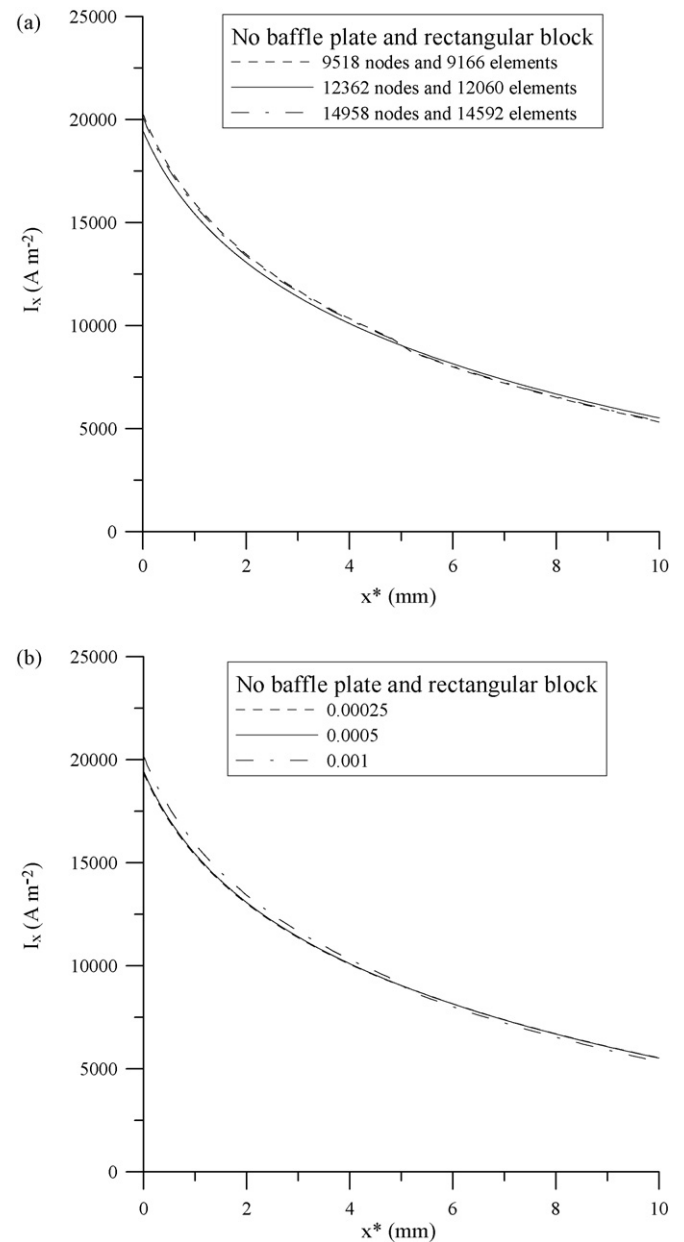 (a)
25000
20000
15000
10000
5000
0
I_x (A m^-2)
No baffle plate and rectangular block
9518 nodes and 9166 elements
12362 nodes and 12060 elements
14958 nodes and 14592 elements
0 2 4 6 8 10
x* (mm)
(b)
25000
20000
15000
10000
5000
0
I_x (A m^-2)
No baffle plate and rectangular block
0.00025
0.0005
0.001
0 2 4 6 8 10
x* (mm)